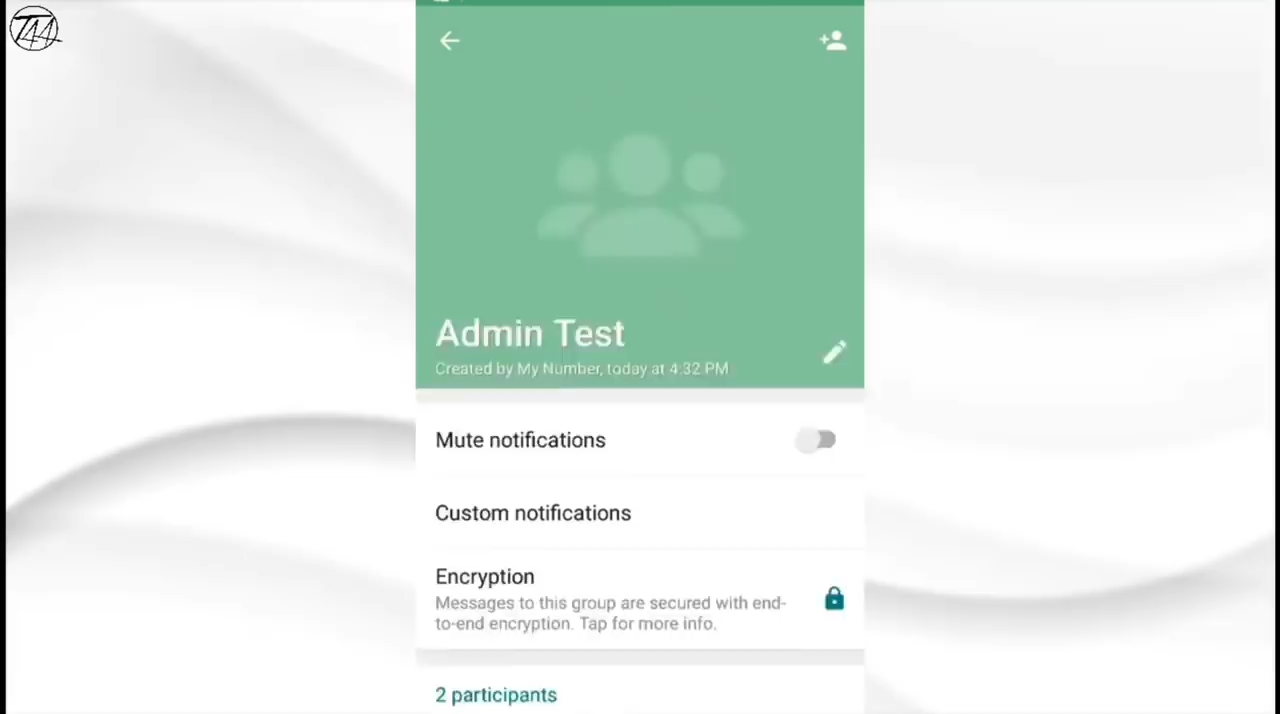 T44
Admin Test
Created by My Number, today at 4:32 PM
Mute notifications
Custom notifications
Encryption
Messages to this group are secured with end-
to-end encryption. Tap for more info.
2 participants